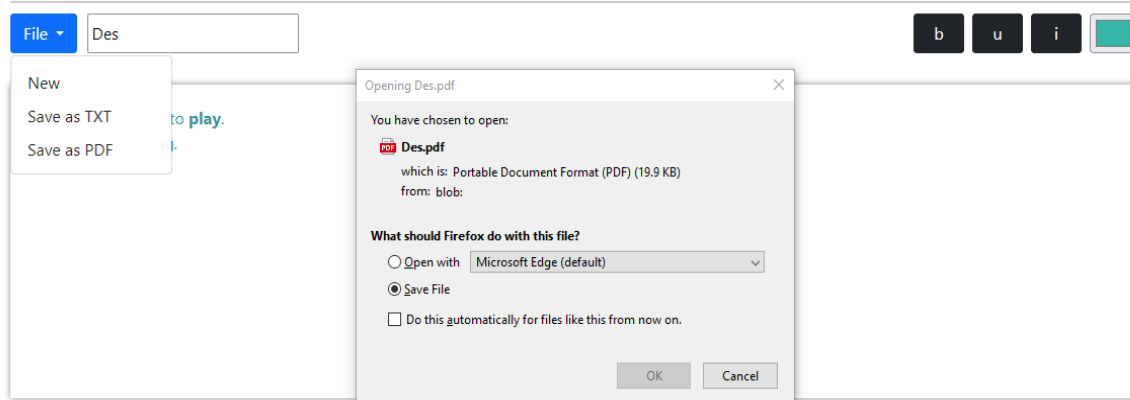 File
Des
b
u
i
New
Save as TXT
Save as PDF
to play.
Opening Des.pdf
You have chosen to open:
PDF
Des.pdf
which is: Portable Document Format (PDF) (19.9 KB)
from: blob:
What should Firefox do with this file?
Open with
Microsoft Edge (default)
Save File
Do this automatically for files like this from now on.
OK
Cancel